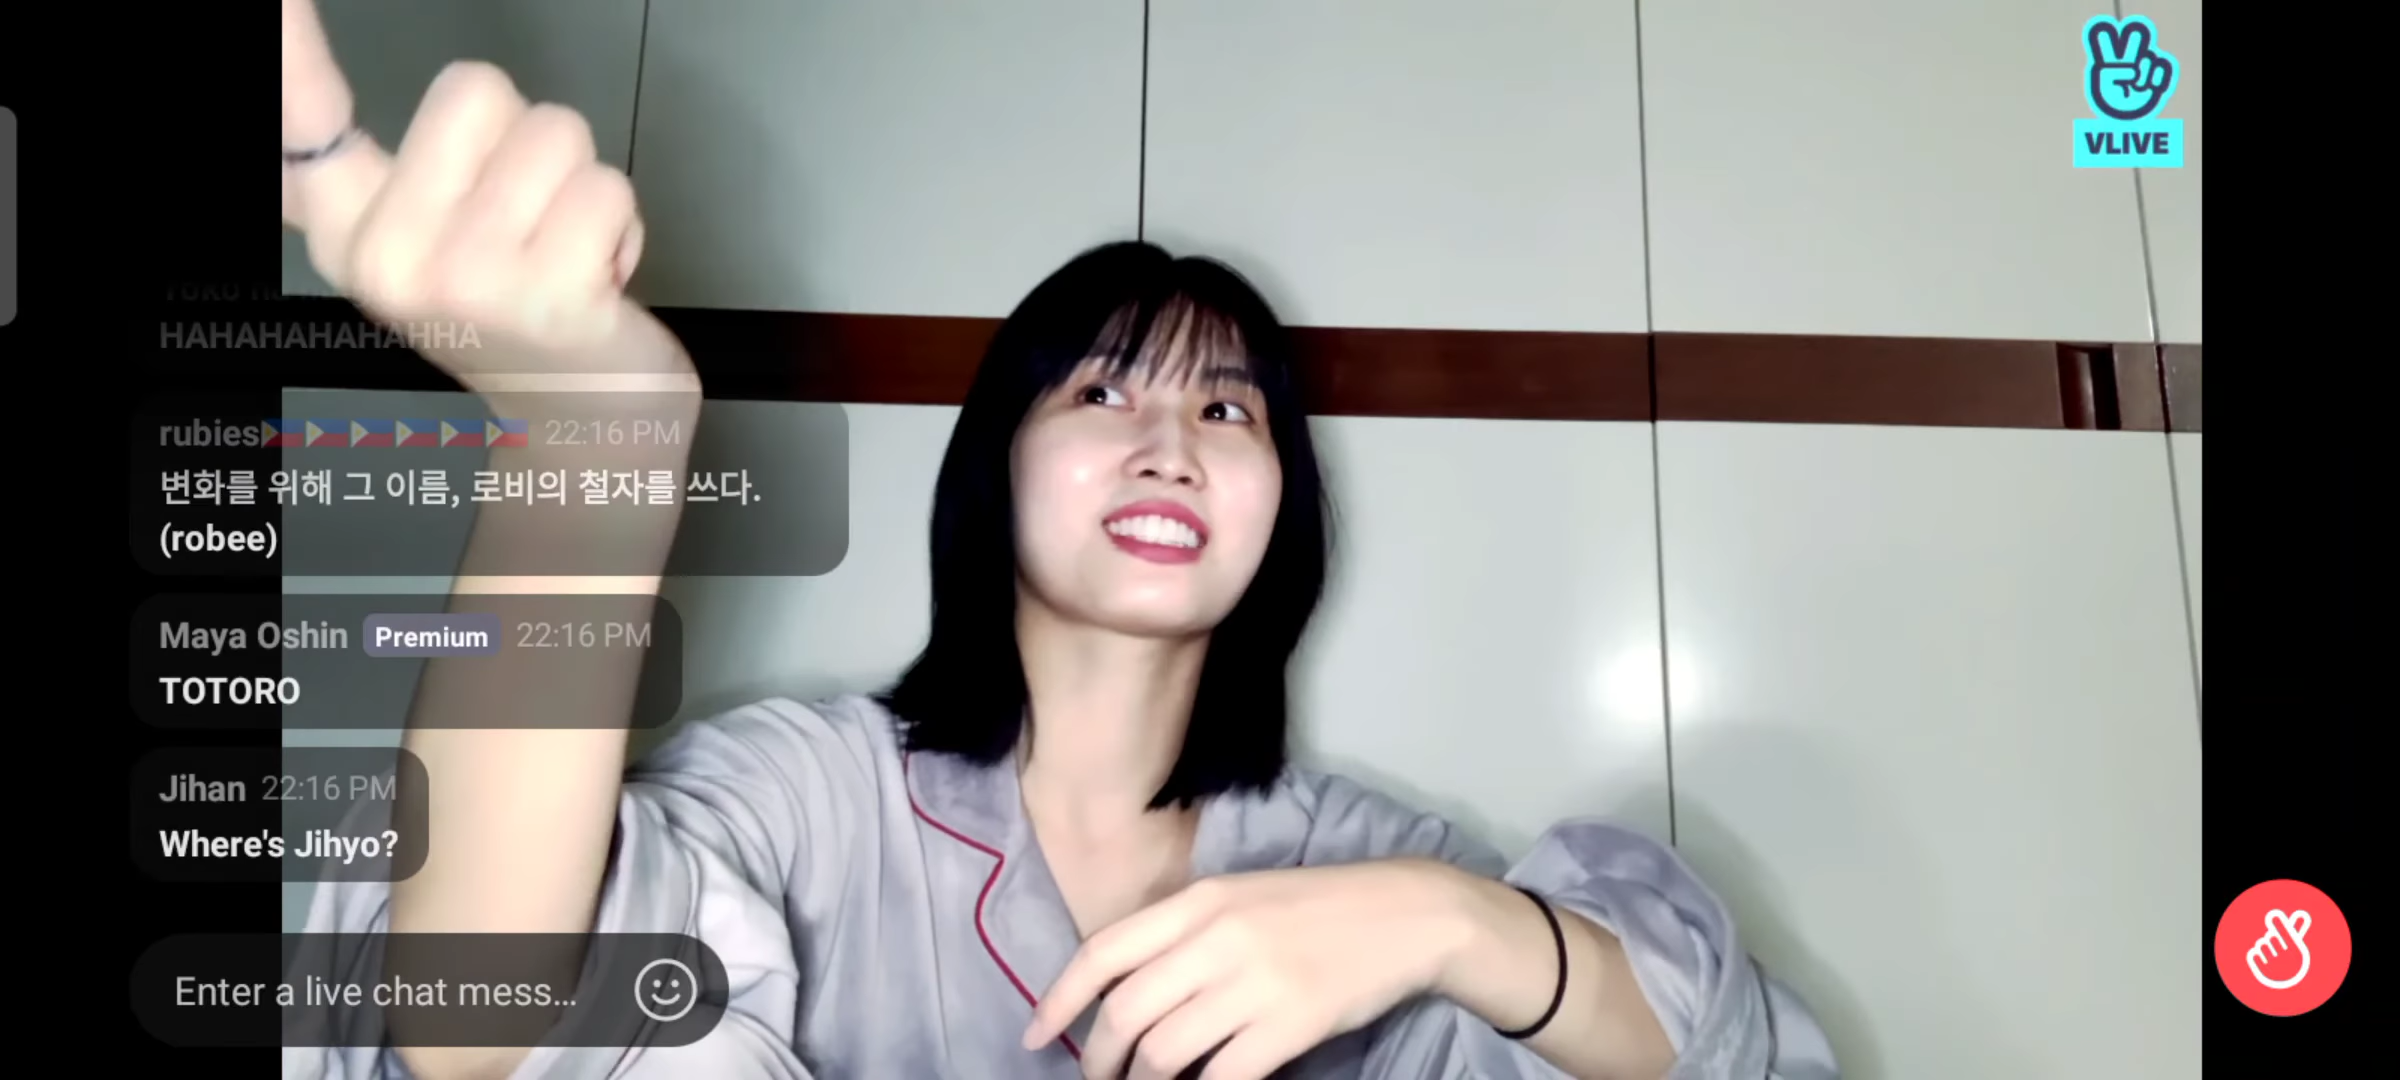 VLIVE
HAHAHAHAHAHHA
rubies🇵🇭🇵🇭🇵🇭🇵🇭🇵🇭🇵🇭 22:16 PM
변화를 위해 그 이름, 로비의 철자를 쓰다.
(robee)
Maya Oshin Premium 22:16 PM
TOTORO
Jihan 22:16 PM
Where's Jihyo?
Enter a live chat mess...